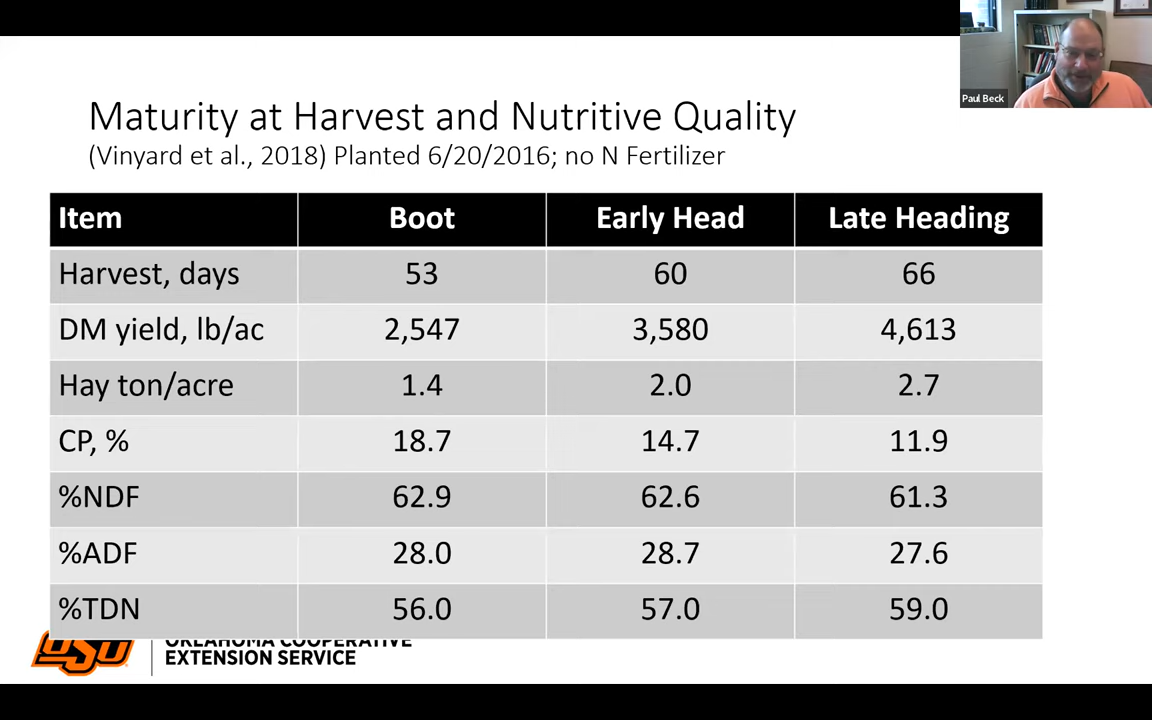 Paul Beck
Maturity at Harvest and Nutritive Quality
(Vinyard et al., 2018) Planted 6/20/2016; no N Fertilizer
Item Boot Early Head Late Heading
Harvest, days 53 60 66
DM yield, lb/ac 2,547 3,580 4,613
Hay ton/acre 1.4 2.0 2.7
CP, % 18.7 14.7 11.9
%NDF 62.9 62.6 61.3
%ADF 28.0 28.7 27.6
%TDN 56.0 57.0 59.0
OSU
OKLAHOMA COOPERATIVE
EXTENSION SERVICE